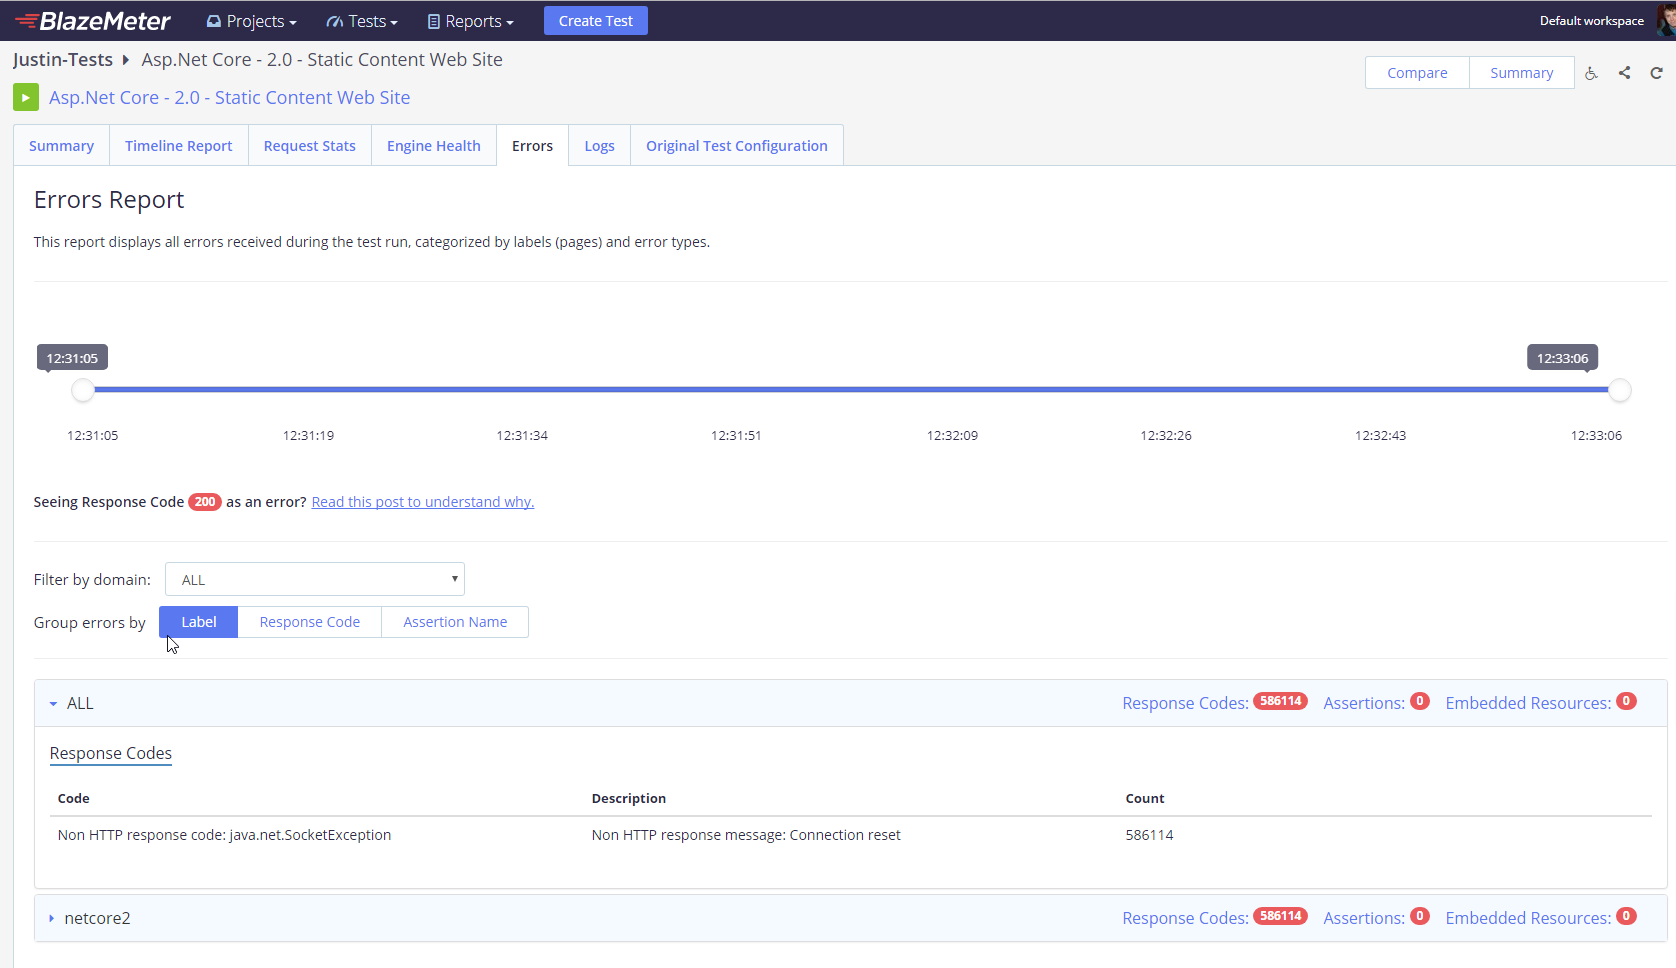 BlazeMeter Projects Tests Reports Create Test Default workspace
Justin-Tests Asp.Net Core - 2.0 - Static Content Web Site
Compare Summary
Asp.Net Core - 2.0 - Static Content Web Site
Summary Timeline Report Request Stats Engine Health Errors Logs Original Test Configuration
Errors Report
This report displays all errors received during the test run, categorized by labels (pages) and error types.
12:31:05 12:33:06
12:31:05 12:31:19 12:31:34 12:31:51 12:32:09 12:32:26 12:32:43 12:33:06
Seeing Response Code 200 as an error? Read this post to understand why.
Filter by domain: ALL
Group errors by Label Response Code Assertion Name
ALL Response Codes: 586114 Assertions: 0 Embedded Resources: 0
Response Codes
Code Description Count
Non HTTP response code: java.net.SocketException Non HTTP response message: Connection reset 586114
netcore2 Response Codes: 586114 Assertions: 0 Embedded Resources: 0